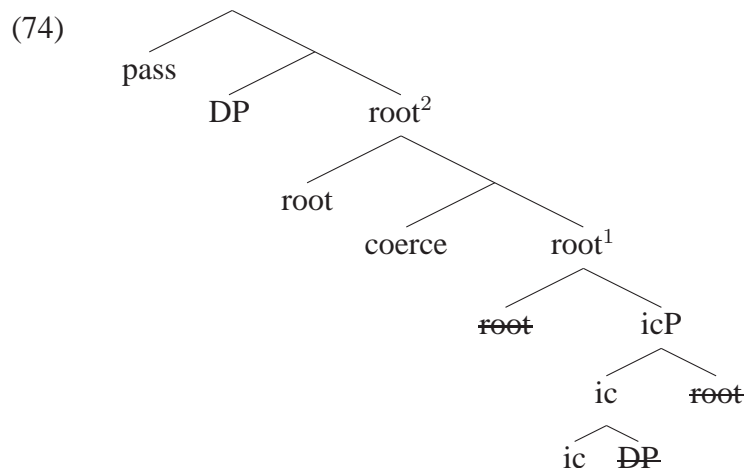 (74)
pass
DP root²
root
coerce root¹
root icP
ic root
ic DP